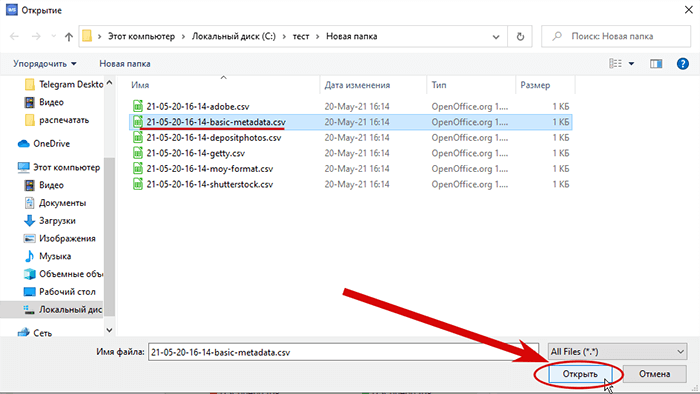 Открытие
Этот компьютер > Локальный диск (C:) > тест > Новая папка
Поиск: Новая папка
Упорядочить Новая папка
Telegram Deskto
Видео
распечатать
OneDrive
Этот компьютер
Видео
Документы
Загрузки
Изображения
Музыка
Объемные объе
Рабочий стол
Локальный диск
Сеть
Имя Дата изменения Тип Размер
21-05-20-16-14-adobe.csv 20-May-21 16:14 OpenOffice.org 1.... 1 КБ
21-05-20-16-14-basic-metadata.csv 20-May-21 16:14 OpenOffice.org 1.... 1 КБ
21-05-20-16-14-depositphotos.csv 20-May-21 16:14 OpenOffice.org 1.... 1 КБ
21-05-20-16-14-getty.csv 20-May-21 16:14 OpenOffice.org 1.... 1 КБ
21-05-20-16-14-moy-format.csv 20-May-21 16:14 OpenOffice.org 1.... 1 КБ
21-05-20-16-14-shutterstock.csv 20-May-21 16:14 OpenOffice.org 1.... 1 КБ
Имя файла: 21-05-20-16-14-basic-metadata.csv All Files (*.*)
Открыть Отмена